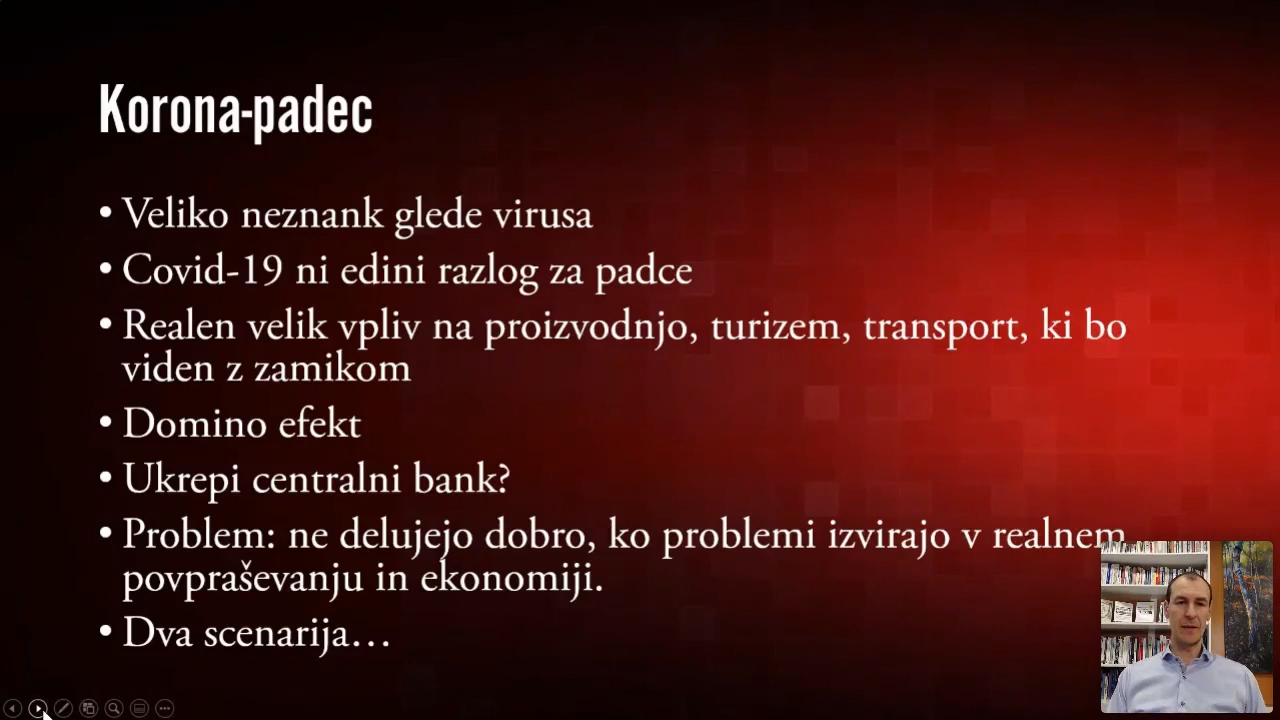 Korona-padec
• Veliko neznank glede virusa
• Covid-19 ni edini razlog za padce
• Realen velik vpliv na proizvodnjo, turizem, transport, ki bo
viden z zamikom
• Domino efekt
• Ukrepi centralni bank?
• Problem: ne delujejo dobro, ko problemi izvirajo v realnem
povpraševanju in ekonomiji.
• Dva scenarija…